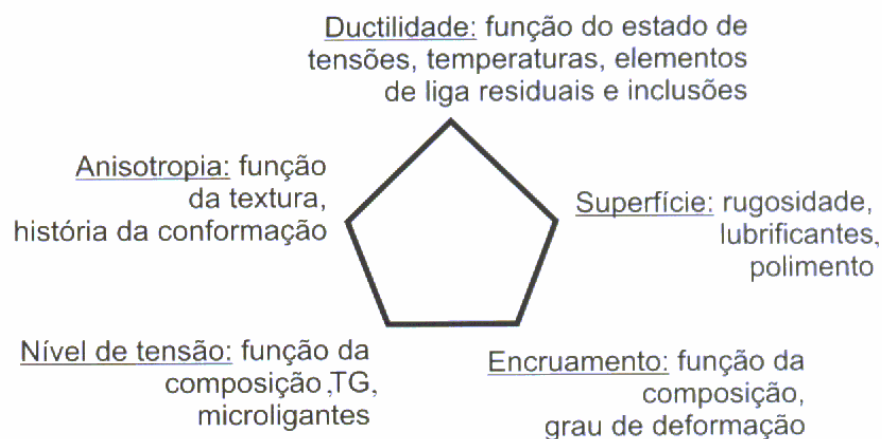 Ductilidade: função do estado de
tensões, temperaturas, elementos
de liga residuais e inclusões
Anisotropia: função
da textura,
história da conformação
Superfície: rugosidade,
lubrificantes,
polimento
Nível de tensão: função da
composição ,TG,
microligantes
Encruamento: função da
composição,
grau de deformação